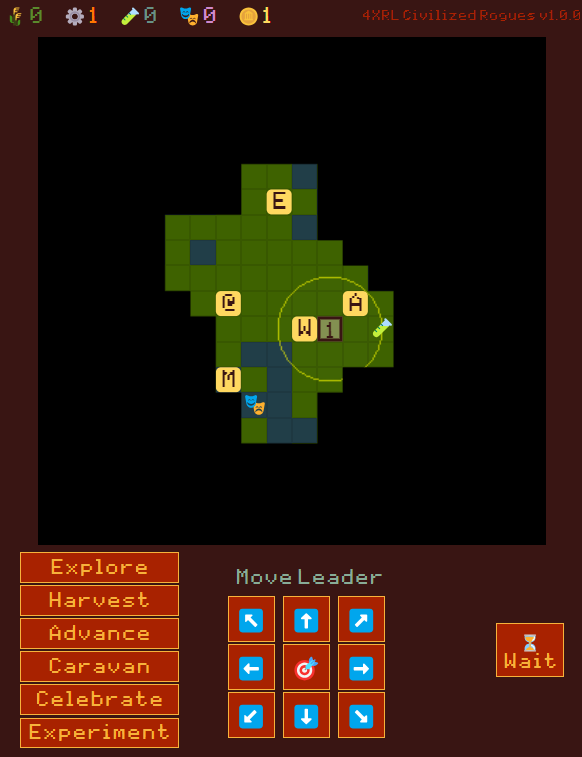 0 1 0 0 1 4XRL Civilized Rogues v1.0.0
E
@ A
W 1
M
Explore
Harvest
Advance
Caravan
Celebrate
Experiment
Move Leader
Wait